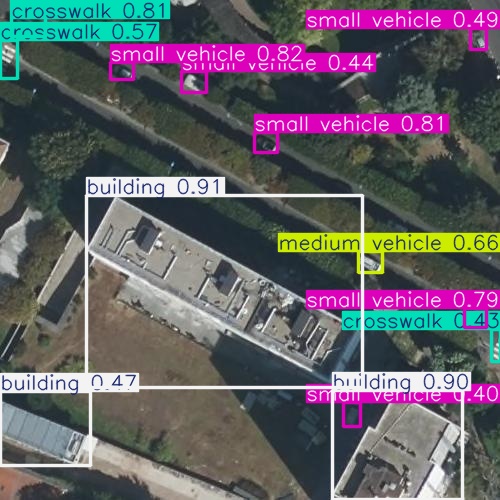 crosswalk 0.81
small vehicle 0.49
crosswalk 0.57
small vehicle 0.82
small vehicle 0.44
small vehicle 0.81
building 0.91
medium vehicle 0.66
small vehicle 0.79
crosswalk 0.43
building 0.47
building 0.90
small vehicle 0.40